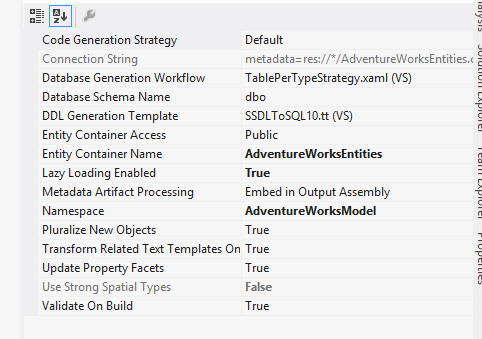 Code Generation Strategy Default
Connection String metadata=res://*/AdventureWorksEntities.c
Database Generation Workflow TablePerTypeStrategy.xaml (VS)
Database Schema Name dbo
DDL Generation Template SSDLToSQL10.tt (VS)
Entity Container Access Public
Entity Container Name AdventureWorksEntities
Lazy Loading Enabled True
Metadata Artifact Processing Embed in Output Assembly
Namespace AdventureWorksModel
Pluralize New Objects True
Transform Related Text Templates On True
Update Property Facets True
Use Strong Spatial Types False
Validate On Build True
Solution Explorer
Team Explorer
Properties